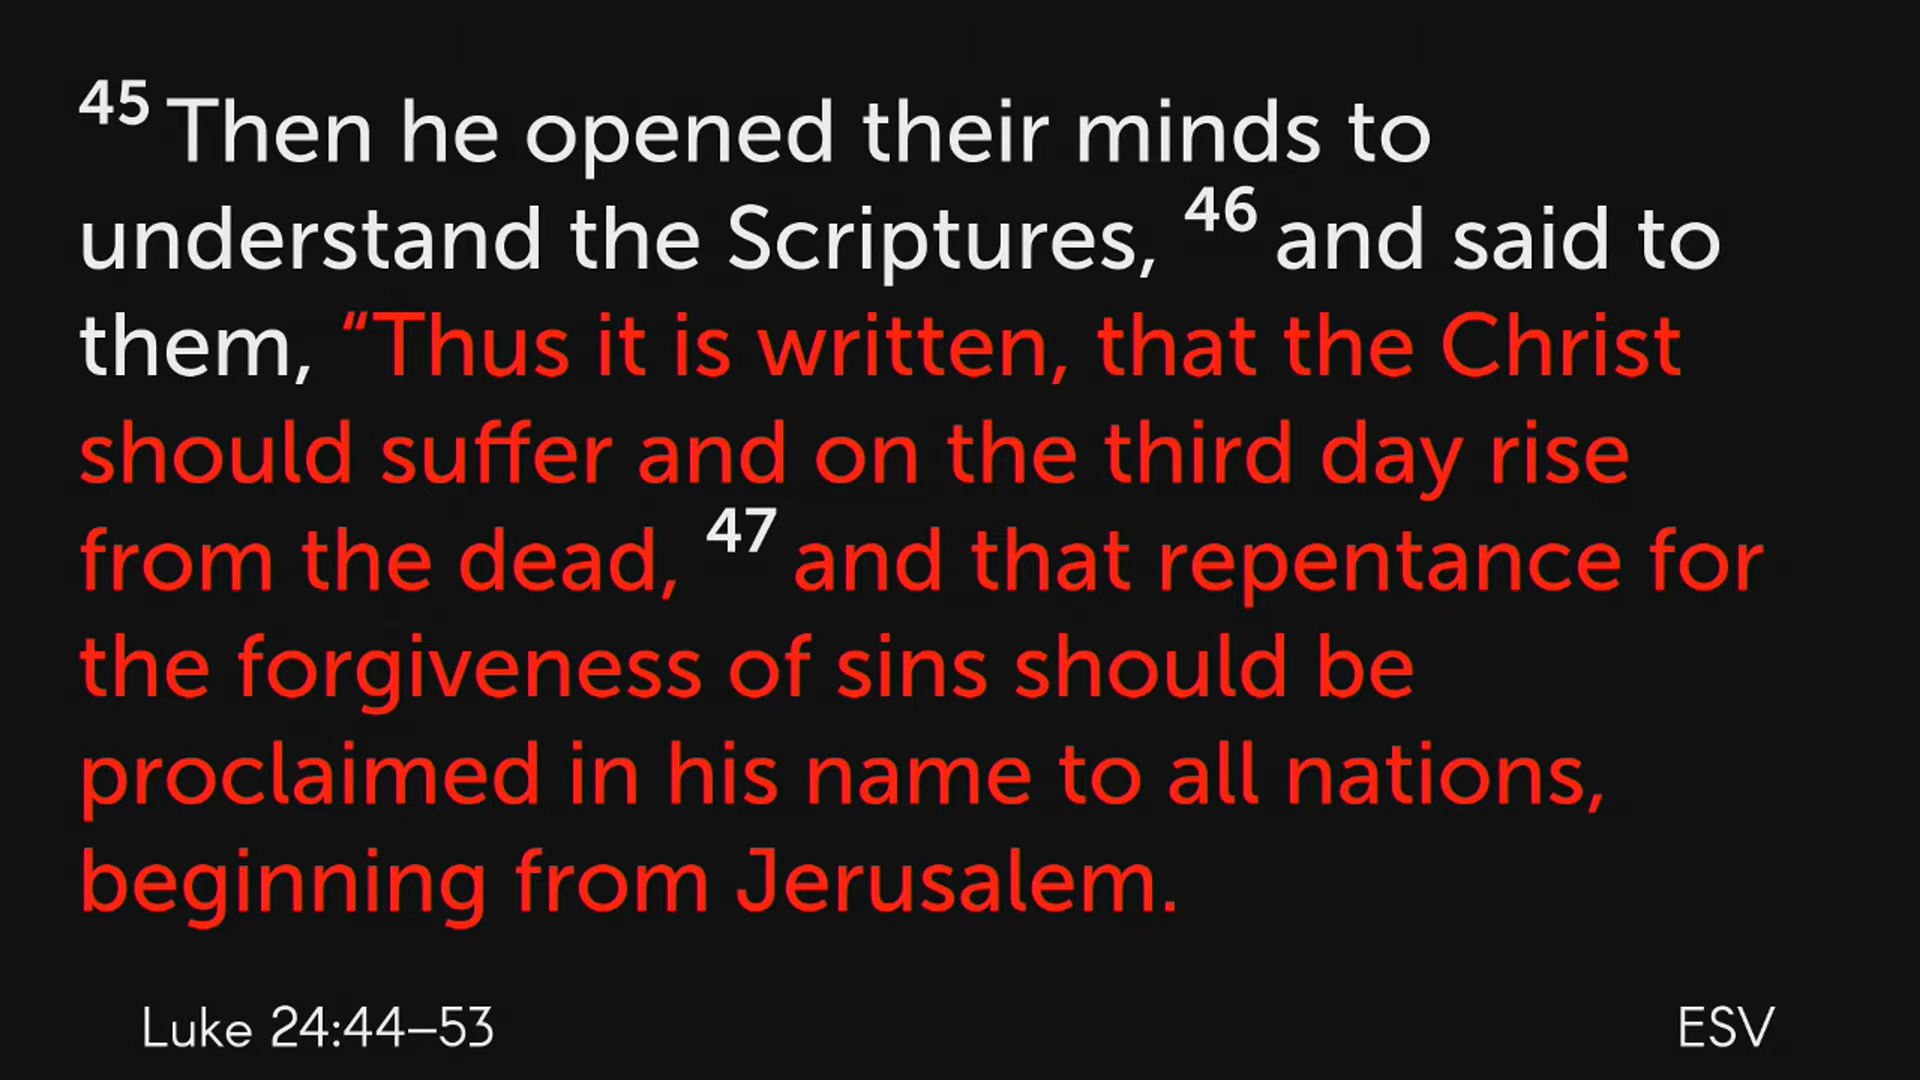 45 Then he opened their minds to
understand the Scriptures, 46 and said to
them, “Thus it is written, that the Christ
should suffer and on the third day rise
from the dead, 47 and that repentance for
the forgiveness of sins should be
proclaimed in his name to all nations,
beginning from Jerusalem.
Luke 24:44–53
ESV